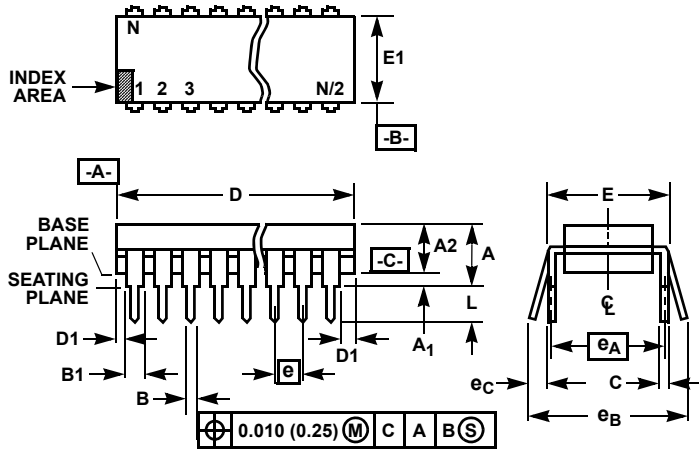 N
E1
INDEX
AREA
1 2 3 N/2
-B-
-A-
D
E
BASE
PLANE
A2
A
-C-
SEATING
PLANE
L
C
L
D1
A1
D1
eA
B1
e
eC
C
B
eB
0.010 (0.25) M C A B S